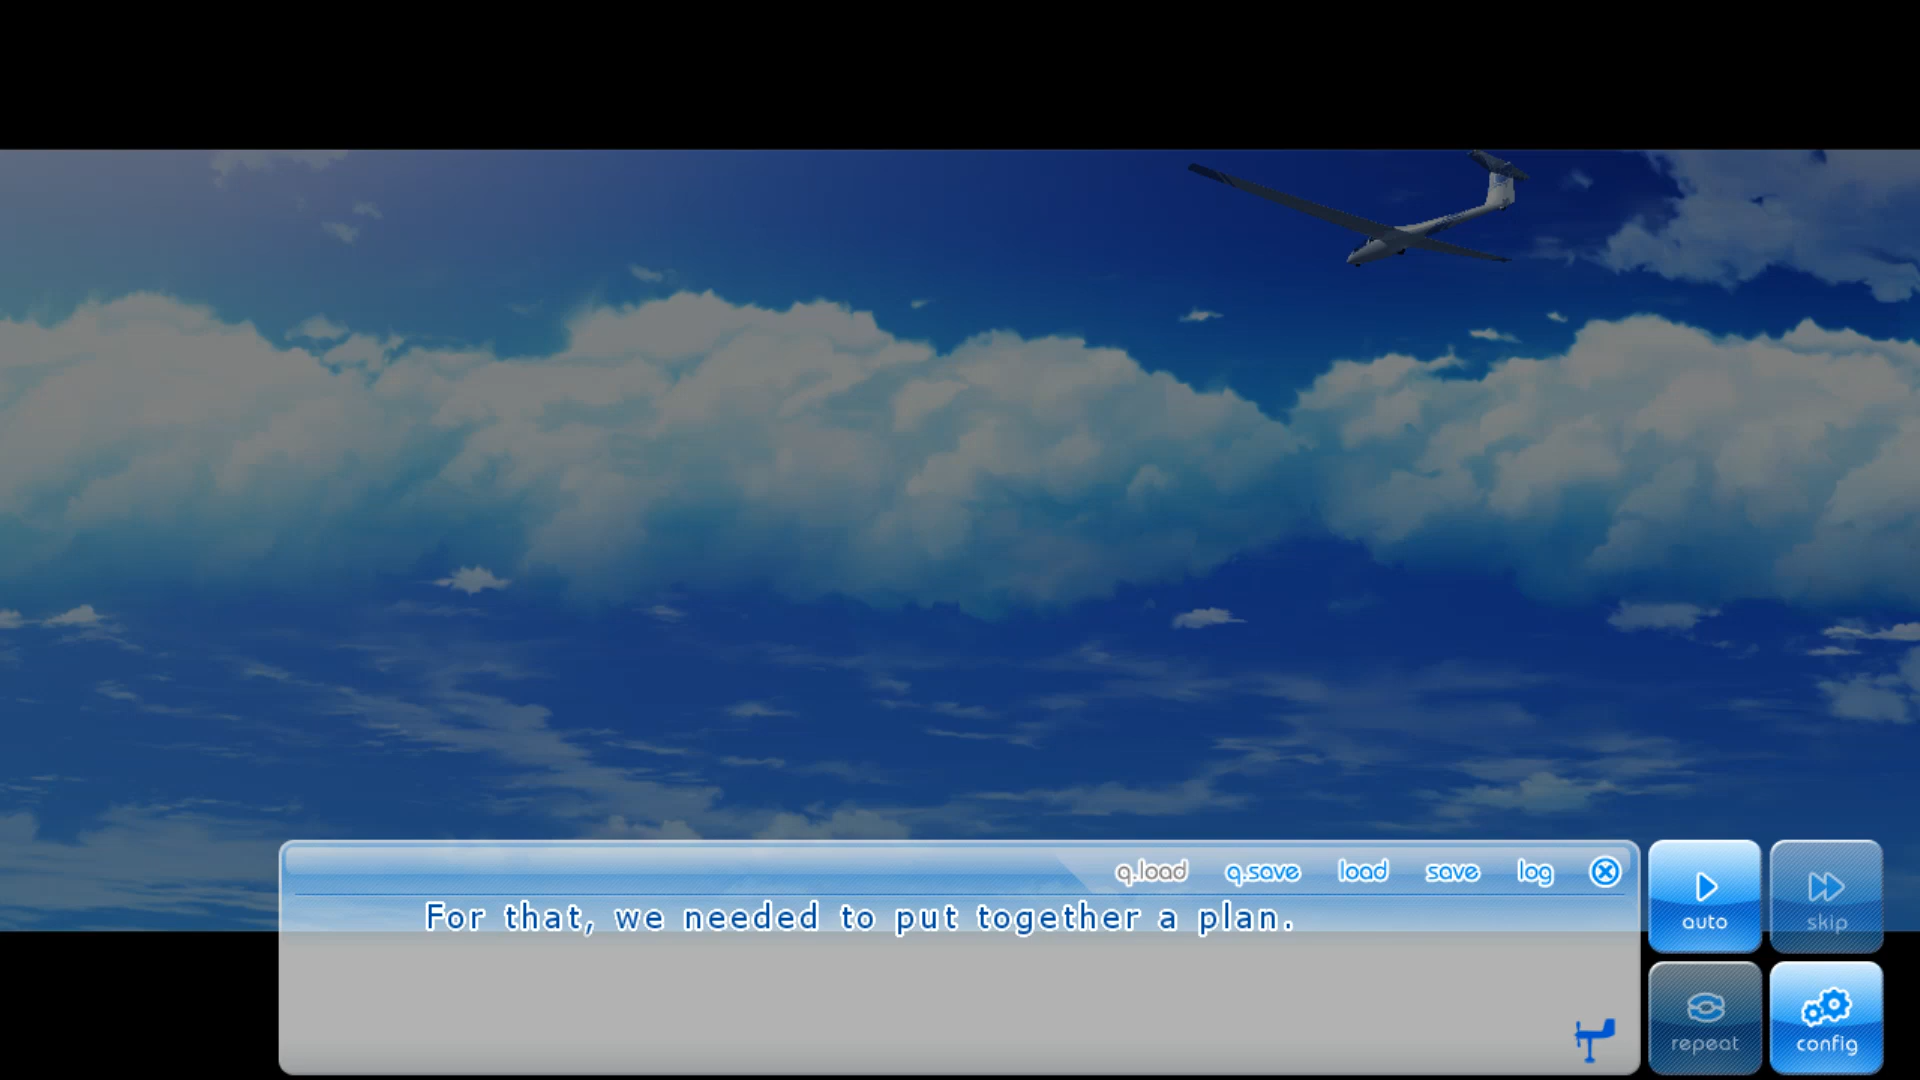 q.load q.save load save log
For that, we needed to put together a plan.
auto
skip
repeat
config